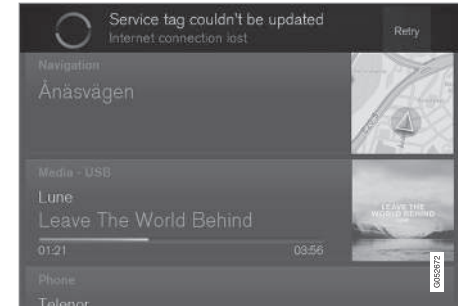 Service tag couldn't be updated
Internet connection lost
Retry
Navigation
Ånäsvägen
Media - USB
Lune
Leave The World Behind
01:21
03:56
LEAVE THE
WORLD BEHIND
Phone
Telenor
G052672